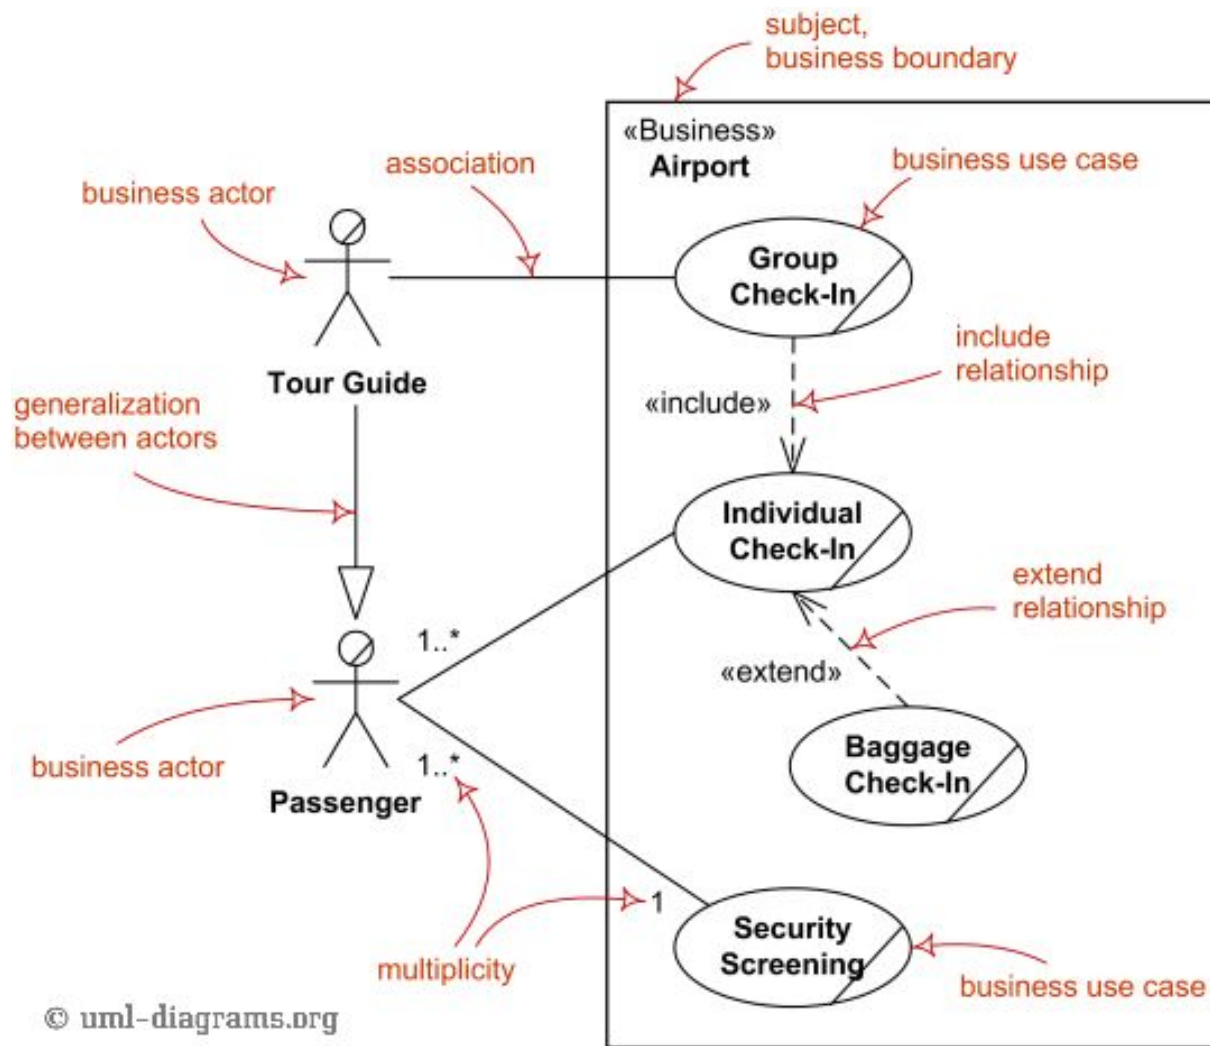 subject,
business boundary
«Business»
Airport
business use case
association
business actor
Group
Check-In
include
relationship
Tour Guide
«include»
generalization
between actors
Individual
Check-In
extend
relationship
1..*
«extend»
business actor
1..*
Baggage
Check-In
Passenger
1
Security
Screening
multiplicity
business use case
© uml-diagrams.org